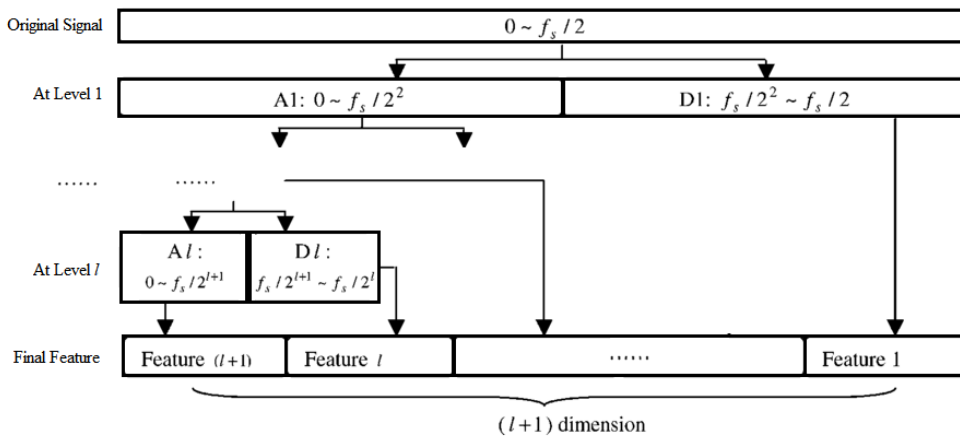 Original Signal
0 ~ f_s / 2
At Level 1
A1: 0 ~ f_s / 2^2
D1: f_s / 2^2 ~ f_s / 2
...... ......
At Level l
A l :
0 ~ f_s / 2^{l+1}
D l :
f_s / 2^{l+1} ~ f_s / 2^l
Final Feature
Feature (l+1)
Feature l
......
Feature 1
(l+1) dimension